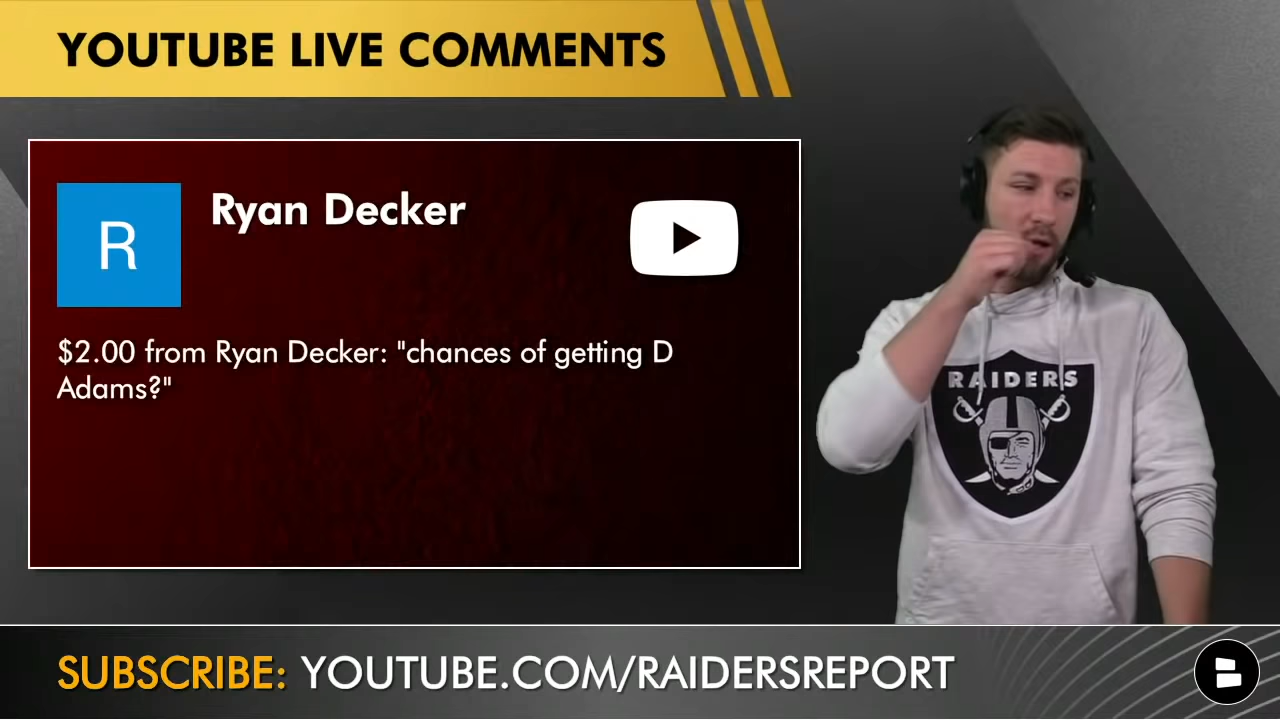 YOUTUBE LIVE COMMENTS
R
Ryan Decker
$2.00 from Ryan Decker: "chances of getting D
Adams?"
RAIDERS
SUBSCRIBE: YOUTUBE.COM/RAIDERSREPORT